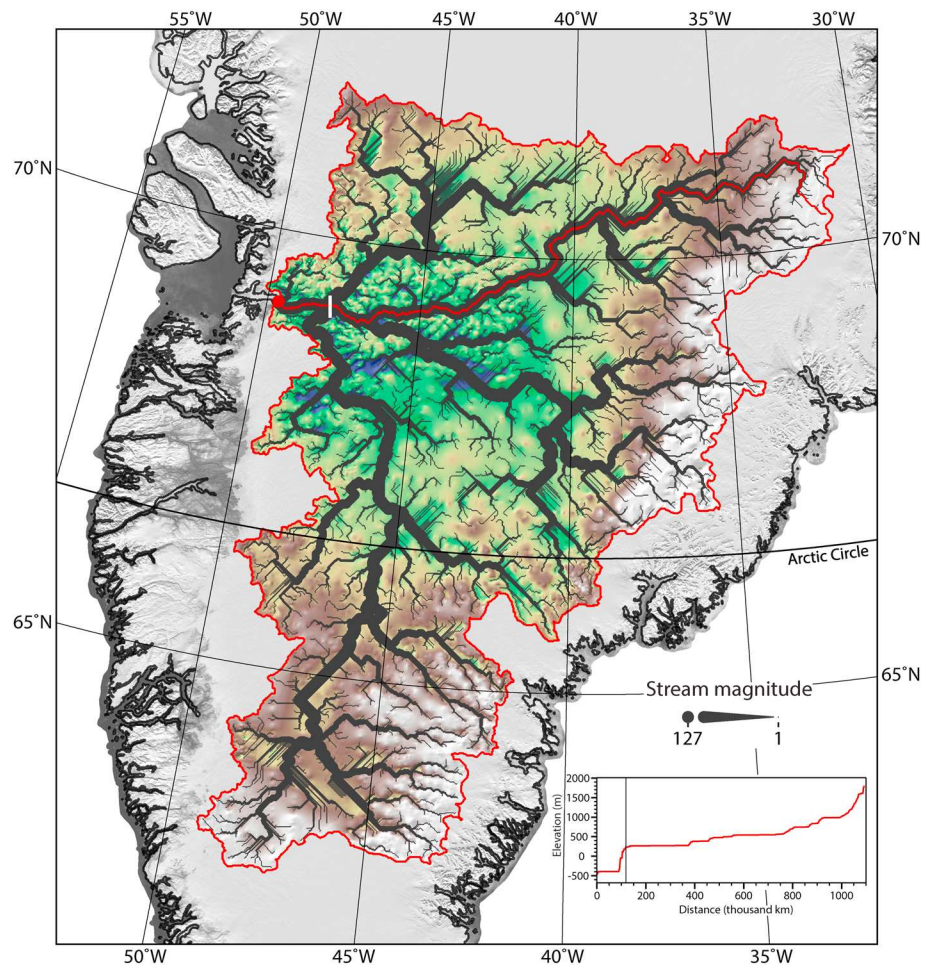 55°W 50°W 45°W 40°W 35°W 30°W
70°N
70°N
Arctic Circle
65°N
65°N
Stream magnitude
127 1
2000
1500
1000
500
0
-500
Elevation (m)
0 200 400 600 800 1000
Distance (thousand km)
50°W 45°W 40°W 35°W